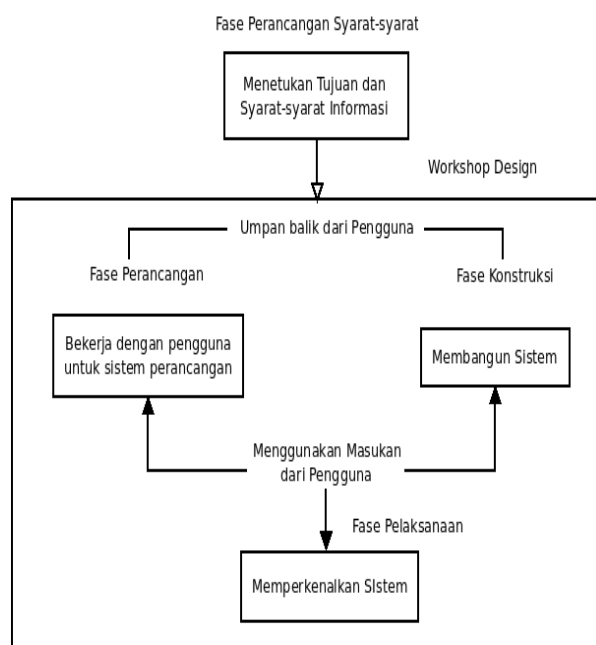 Fase Perancangan Syarat-syarat
Menetukan Tujuan dan
Syarat-syarat Informasi
Workshop Design
Umpan balik dari Pengguna
Fase Perancangan
Fase Konstruksi
Bekerja dengan pengguna
untuk sistem perancangan
Membangun Sistem
Menggunakan Masukan
dari Pengguna
Fase Pelaksanaan
Memperkenalkan SIstem